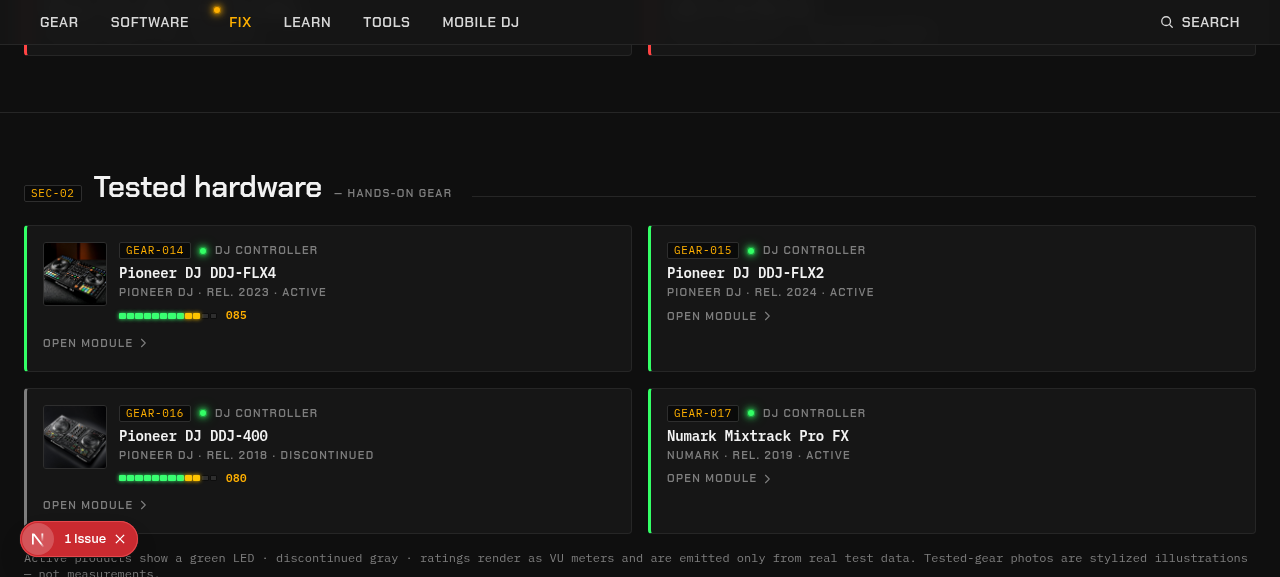 GEAR SOFTWARE FIX LEARN TOOLS MOBILE DJ SEARCH
SEC-02 Tested hardware — HANDS-ON GEAR
GEAR-014 DJ CONTROLLER
Pioneer DJ DDJ-FLX4
PIONEER DJ · REL. 2023 · ACTIVE
085
OPEN MODULE
GEAR-015 DJ CONTROLLER
Pioneer DJ DDJ-FLX2
PIONEER DJ · REL. 2024 · ACTIVE
OPEN MODULE
GEAR-016 DJ CONTROLLER
Pioneer DJ DDJ-400
PIONEER DJ · REL. 2018 · DISCONTINUED
080
OPEN MODULE
GEAR-017 DJ CONTROLLER
Numark Mixtrack Pro FX
NUMARK · REL. 2019 · ACTIVE
OPEN MODULE
N 1 Issue
Active products show a green LED · discontinued gray · ratings render as VU meters and are emitted only from real test data. Tested-gear photos are stylized illustrations
— not measurements.